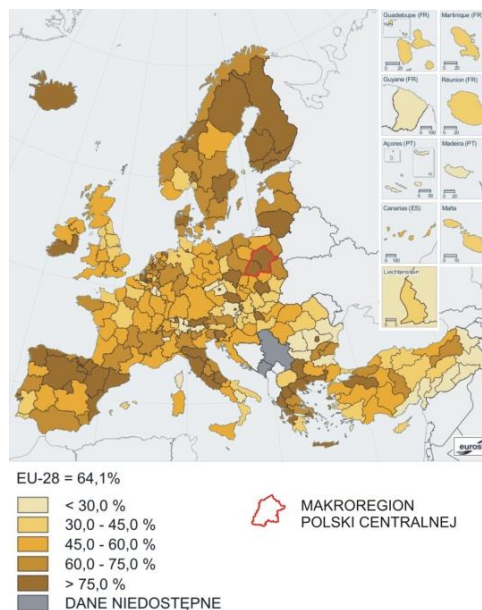 Guadeloupe (FR)
Martinique (FR)
Guyane (FR)
Réunion (FR)
Açores (PT)
Madeira (PT)
Canarias (ES)
Malta
Liechtenstein
euros
EU-28 = 64,1%
< 30,0 %
30,0 - 45,0 %
45,0 - 60,0 %
60,0 - 75,0 %
> 75,0 %
DANE NIEDOSTĘPNE
MAKROREGION
POLSKI CENTRALNEJ